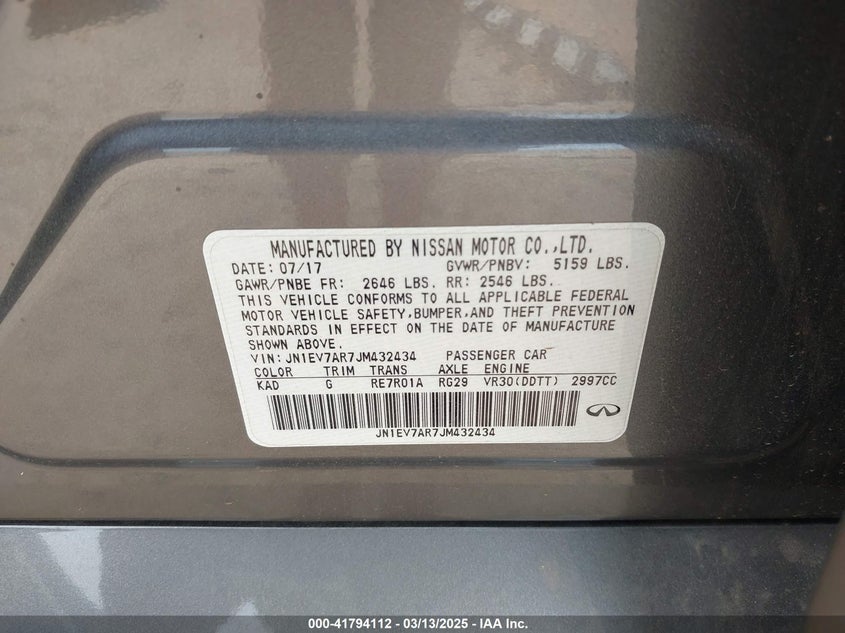 MANUFACTURED BY NISSAN MOTOR CO.,LTD.
DATE: 07/17 GVWR/PNBV: 5159 LBS.
GAWR/PNBE FR: 2646 LBS. RR: 2546 LBS.
THIS VEHICLE CONFORMS TO ALL APPLICABLE FEDERAL
MOTOR VEHICLE SAFETY,BUMPER,AND THEFT PREVENTION
STANDARDS IN EFFECT ON THE DATE OF MANUFACTURE
SHOWN ABOVE.
VIN: JN1EV7AR7JM432434 PASSENGER CAR
COLOR TRIM TRANS AXLE ENGINE
KAD G RE7R01A RG29 VR30(DDTT) 2997CC
JN1EV7AR7JM432434
000-41794112 - 03/13/2025 - IAA Inc.